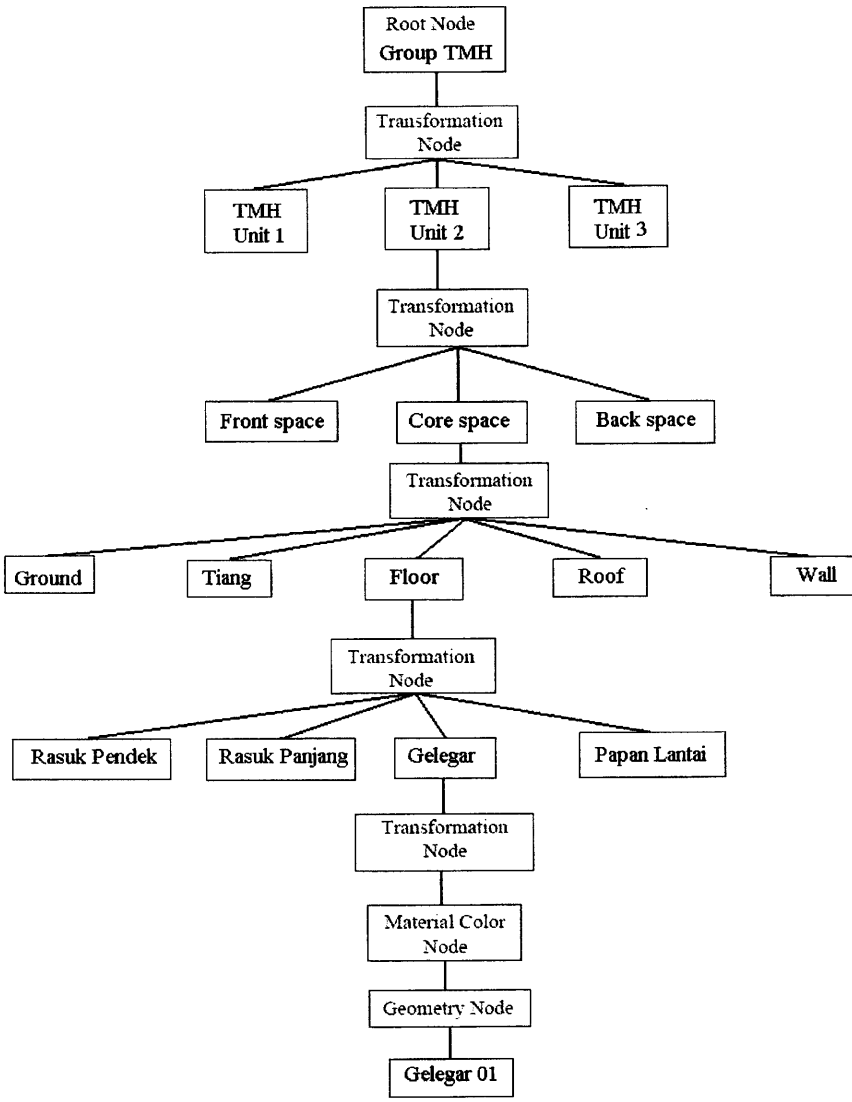 Root Node
Group TMH
Transformation
Node
TMH
Unit 1
TMH
Unit 2
TMH
Unit 3
Transformation
Node
Front space
Core space
Back space
Transformation
Node
Ground
Tiang
Floor
Roof
Wall
Transformation
Node
Rasuk Pendek
Rasuk Panjang
Gelegar
Papan Lantai
Transformation
Node
Material Color
Node
Geometry Node
Gelegar 01